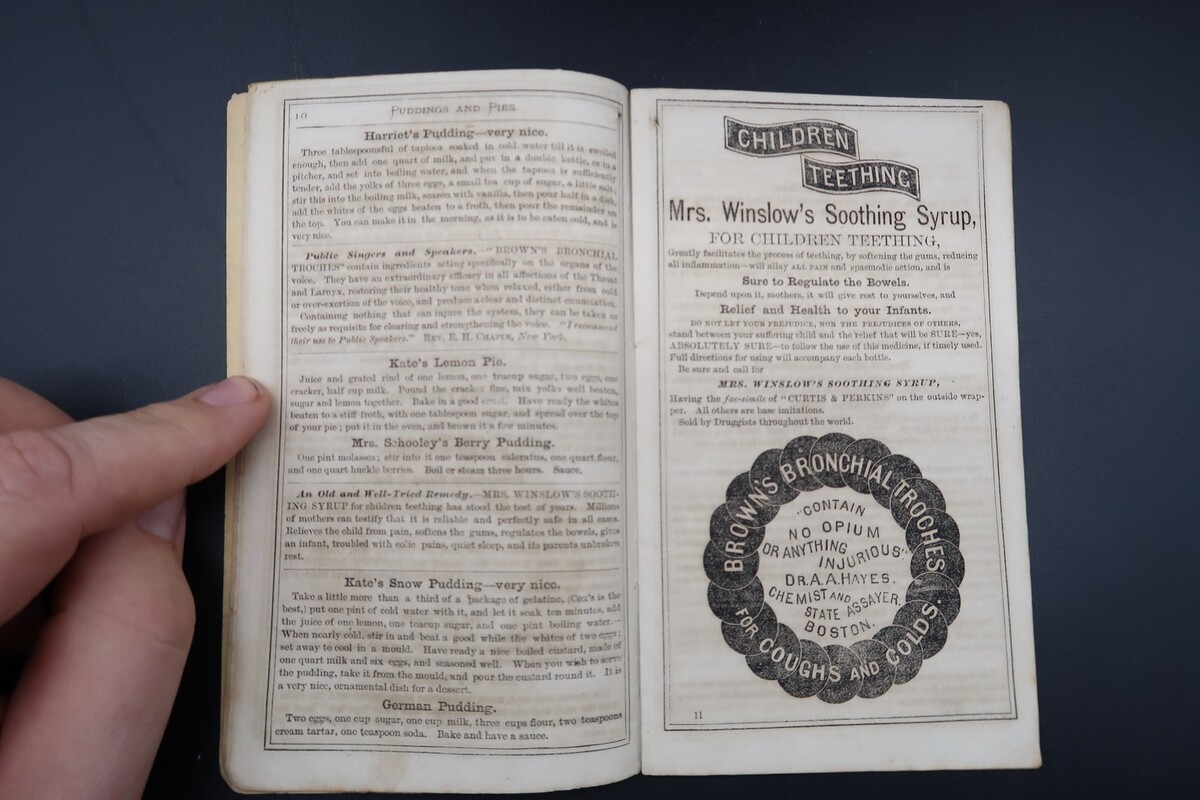 10
Puddings and Pies.
Harriet's Pudding—very nice.
Three tablespoonsful of tapioca soaked in cold water till it is swelled
enough, then add one quart of milk, and put in a double kettle, or in a
pitcher, and set into boiling water, and when the tapioca is sufficiently
tender, add the yolks of three eggs, a small tea cup of sugar, a little salt;
stir this into the boiling milk, season with vanilla, then pour half in a dish,
add the whites of the eggs beaten to a froth, then pour the remainder on
the top. You can make it in the morning, as it is to be eaten cold, and is
very nice.
Public Singers and Speakers.—"BROWN'S BRONCHIAL
TROCHES" contain ingredients acting specifically on the organs of the
voice. They have an extraordinary efficacy in all affections of the Throat
and Larnyx, restoring their healthy tone when relaxed, either from cold
or over-exertion of the voice, and produce a clear and distinct enunciation.
Containing nothing that can injure the system, they can be taken as
freely as requisite for clearing and strengthening the voice. "I recommend
their use to Public Speakers." Rev. E. H. Chapin, New York.
Kate's Lemon Pie.
Juice and grated rind of one lemon, one teacup sugar, two eggs, one
cracker, half cup milk. Pound the cracker fine, mix yolks well beaten,
sugar and lemon together. Bake in a good crust. Have ready the whites
beaten to a stiff froth, with one tablespoon sugar, and spread over the top
of your pie; put it in the oven, and brown it a few minutes.
Mrs. Schooley's Berry Pudding.
One pint molasses; stir into it one teaspoon saleratus, one quart flour,
and one quart huckle berries. Boil or steam three hours. Sauce.
An Old and Well-Tried Remedy.—MRS. WINSLOW'S SOOTH-
ING SYRUP for children teething has stood the test of years. Millions
of mothers can testify that it is reliable and perfectly safe in all cases.
Relieves the child from pain, softens the gums, regulates the bowels, gives
an infant, troubled with colic pains, quiet sleep, and its parents unbroken
rest.
Kate's Snow Pudding—very nice.
Take a little more than a third of a package of gelatine, (Cox's is the
best,) put one pint of cold water with it, and let it soak ten minutes, add
the juice of one lemon, one teacup sugar, and one pint boiling water.—
When nearly cold, stir in and beat a good while the whites of two eggs;
set away to cool in a mould. Have ready a nice boiled custard, made of
one quart milk and six eggs, and seasoned well. When you wish to serve
the pudding, take it from the mould, and pour the custard round it. It is
a very nice, ornamental dish for a dessert.
German Pudding.
Two eggs, one cup sugar, one cup milk, three cups flour, two teaspoons
cream tartar, one teaspoon soda. Bake and have a sauce.
CHILDREN
TEETHING
Mrs. Winslow's Soothing Syrup,
FOR CHILDREN TEETHING,
Greatly facilitates the process of teething, by softening the gums, reducing
all inflammation—will allay ALL PAIN and spasmodic action, and is
Sure to Regulate the Bowels.
Depend upon it, mothers, it will give rest to yourselves, and
Relief and Health to your Infants.
DO NOT LET YOUR PREJUDICE, NOR THE PREJUDICES OF OTHERS,
stand between your suffering child and the relief that will be SURE—yes,
ABSOLUTELY SURE—to follow the use of this medicine, if timely used.
Full directions for using will accompany each bottle.
Be sure and call for
MRS. WINSLOW'S SOOTHING SYRUP,
Having the fac-simile of "CURTIS & PERKINS" on the outside wrap-
per. All others are base imitations.
Sold by Druggists throughout the world.
BROWN'S BRONCHIAL TROCHES
"CONTAIN
NO OPIUM
OR ANYTHING
INJURIOUS"
DR. A. A. HAYES.
CHEMIST AND
STATE ASSAYER,
BOSTON.
FOR COUGHS AND COLDS.
11